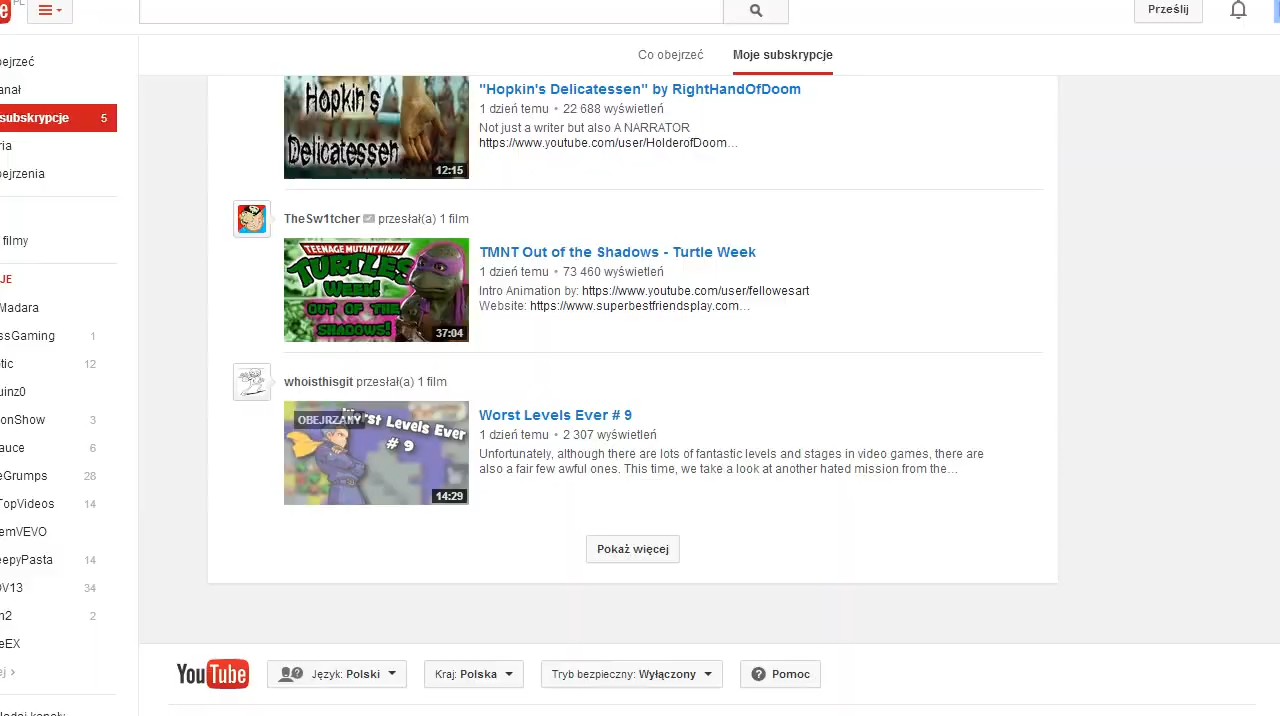 PL
Prześlij
Co obejrzeć
Moje subskrypcje
subskrypcje 5
filmy
Madara
ssGaming 1
tic 12
uinz0
onShow 3
auce 6
eGrumps 28
TopVideos 14
emVEVO
eepyPasta 14
OV13 34
n2 2
eEX
Hopkin's
Delicatessen
12:15
"Hopkin's Delicatessen" by RightHandOfDoom
1 dzień temu • 22 688 wyświetleń
Not just a writer but also A NARRATOR
https://www.youtube.com/user/HolderofDoom...
TheSw1tcher przesłał(a) 1 film
TEENAGE MUTANT NINJA
TURTLES
WEEK!
OUT OF THE
SHADOWS!
37:04
TMNT Out of the Shadows - Turtle Week
1 dzień temu • 73 460 wyświetleń
Intro Animation by: https://www.youtube.com/user/fellowesart
Website: https://www.superbestfriendsplay.com...
whoisthisgit przesłał(a) 1 film
OBEJRZANY
Worst Levels Ever
# 9
14:29
Worst Levels Ever # 9
1 dzień temu • 2 307 wyświetleń
Unfortunately, although there are lots of fantastic levels and stages in video games, there are
also a fair few awful ones. This time, we take a look at another hated mission from the...
Pokaż więcej
YouTube
Język: Polski
Kraj: Polska
Tryb bezpieczny: Wyłączony
Pomoc